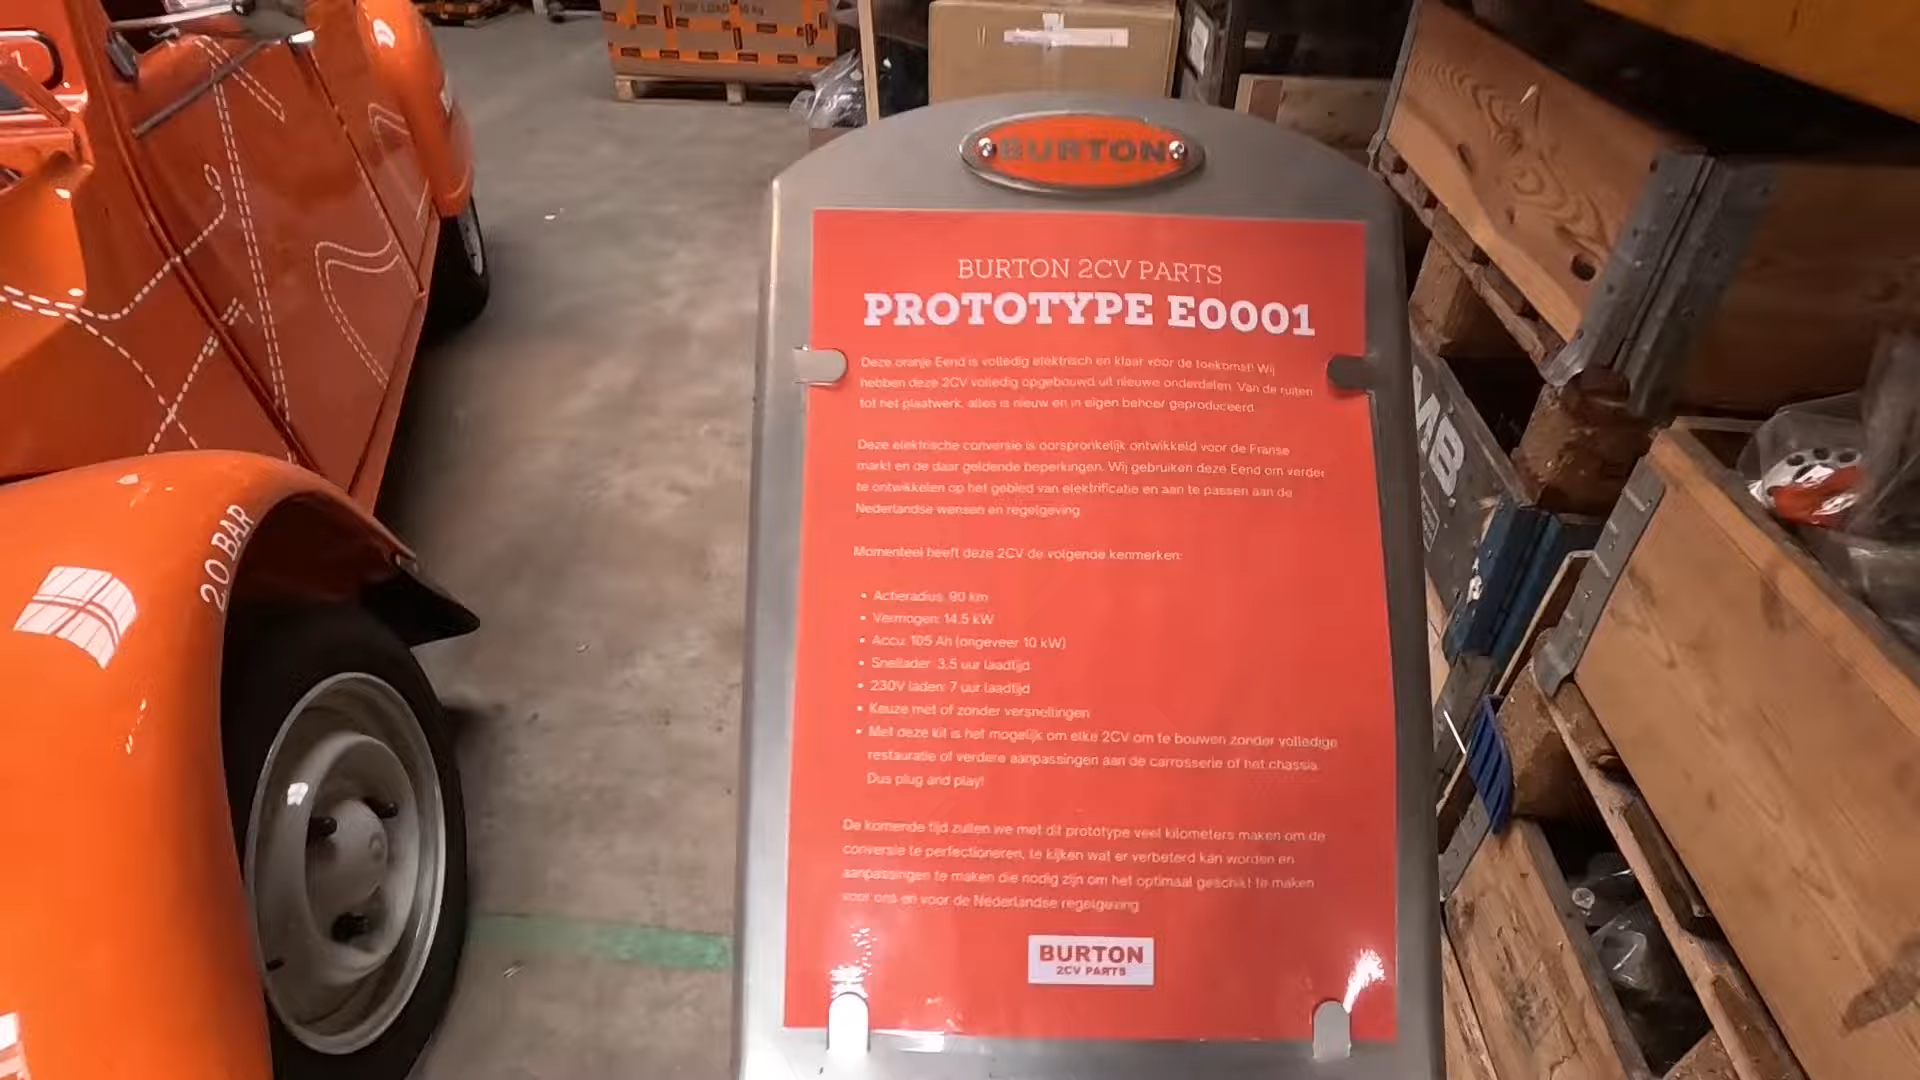 TOP LOAD
BURTON
BURTON 2CV PARTS
PROTOTYPE E0001
Deze oranje Eend is volledig elektrisch en klaar voor de toekomst! Wij
hebben deze 2CV volledig opgebouwd uit nieuwe onderdelen. Van de ruiten
tot het plaatwerk, alles is nieuw en in eigen beheer geproduceerd.
Deze elektrische conversie is oorspronkelijk ontwikkeld voor de Franse
markt en de daar geldende beperkingen. Wij gebruiken deze Eend om verder
te ontwikkelen op het gebied van elektrificatie en aan te passen aan de
Nederlandse wensen en regelgeving
Momenteel heeft deze 2CV de volgende kenmerken:
• Actieradius: 90 km
• Vermogen: 14.5 kW
• Accu: 105 Ah (ongeveer 10 kW)
• Snellader: 3,5 uur laadtijd
• 230V laden: 7 uur laadtijd
• Keuze met of zonder versnellingen
• Met deze kit is het mogelijk om elke 2CV om te bouwen zonder volledige
restauratie of verdere aanpassingen aan de carrosserie of het chassis.
Dus plug and play!
De komende tijd zullen we met dit prototype veel kilometers maken om de
conversie te perfectioneren, te kijken wat er verbeterd kan worden en
aanpassingen te maken die nodig zijn om het optimaal geschikt te maken
voor ons en voor de Nederlandse regelgeving
BURTON
2CV PARTS
2.0 BAR